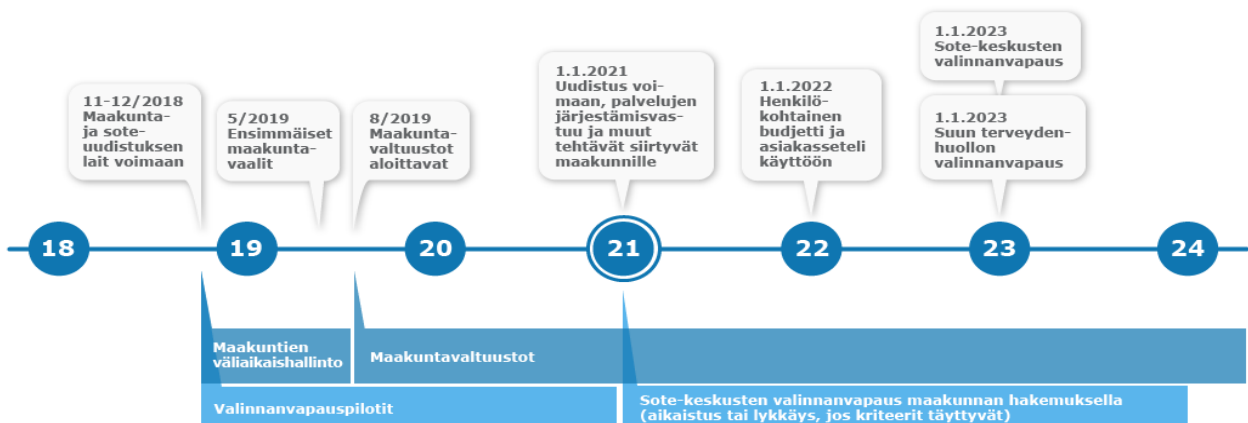 11-12/2018
Maakunta-
ja sote-
uudistuksen
lait voimaan
5/2019
Ensimmäiset
maakunta-
vaalit
8/2019
Maakunta-
valtuustot
aloittavat
1.1.2021
Uudistus voi-
maan, palvelujen
järjestämisvas-
tuu ja muut
tehtävät siirtyvät
maakunnille
1.1.2022
Henkilö-
kohtainen
budjetti ja
asiakasseteli
käyttöön
1.1.2023
Sote-keskusten
valinnanvapaus
1.1.2023
Suun terveyden-
huollon
valinnanvapaus
18
19
20
21
22
23
24
Maakuntien
väliaikaishallinto
Maakuntavaltuustot
Valinnanvapauspilotit
Sote-keskusten valinnanvapaus maakunnan hakemuksella
(aikaistus tai lykkäys, jos kriteerit täyttyvät)